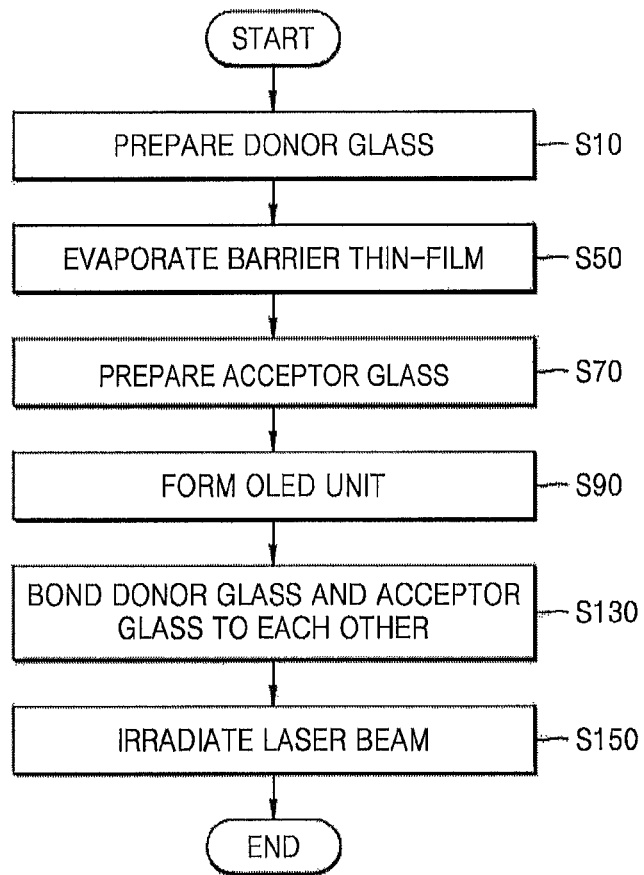 START
PREPARE DONOR GLASS
S10
EVAPORATE BARRIER THIN-FILM
S50
PREPARE ACCEPTOR GLASS
S70
FORM OLED UNIT
S90
BOND DONOR GLASS AND ACCEPTOR
GLASS TO EACH OTHER
S130
IRRADIATE LASER BEAM
S150
END